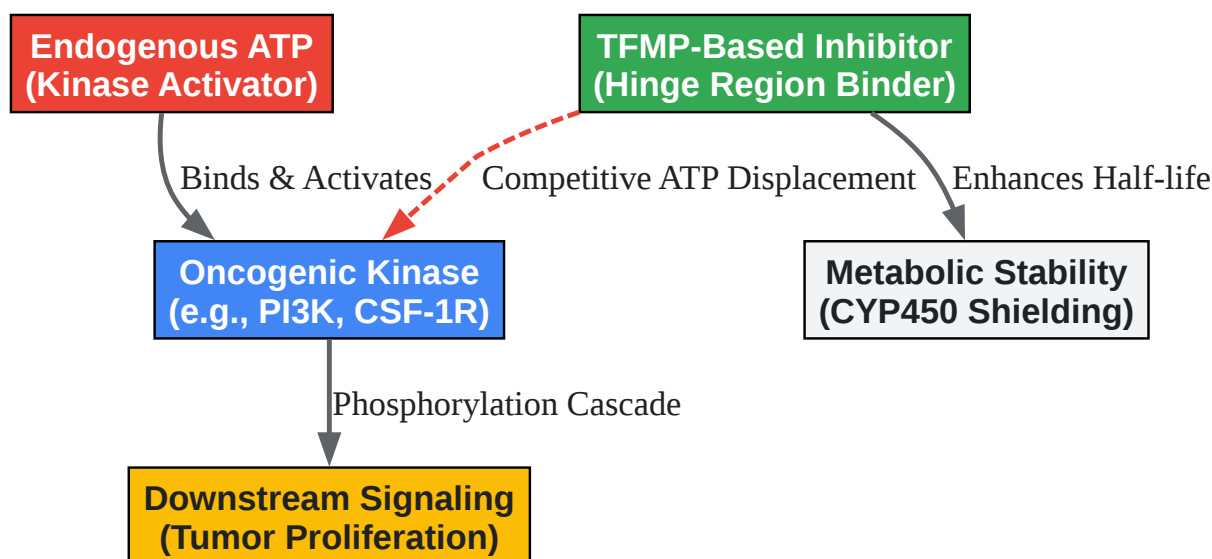 Endogenous ATP
(Kinase Activator)
TFMP-Based Inhibitor
(Hinge Region Binder)
Binds & Activates
Competitive ATP Displacement
Enhances Half-life
Oncogenic Kinase
(e.g., PI3K, CSF-1R)
Metabolic Stability
(CYP450 Shielding)
Phosphorylation Cascade
Downstream Signaling
(Tumor Proliferation)